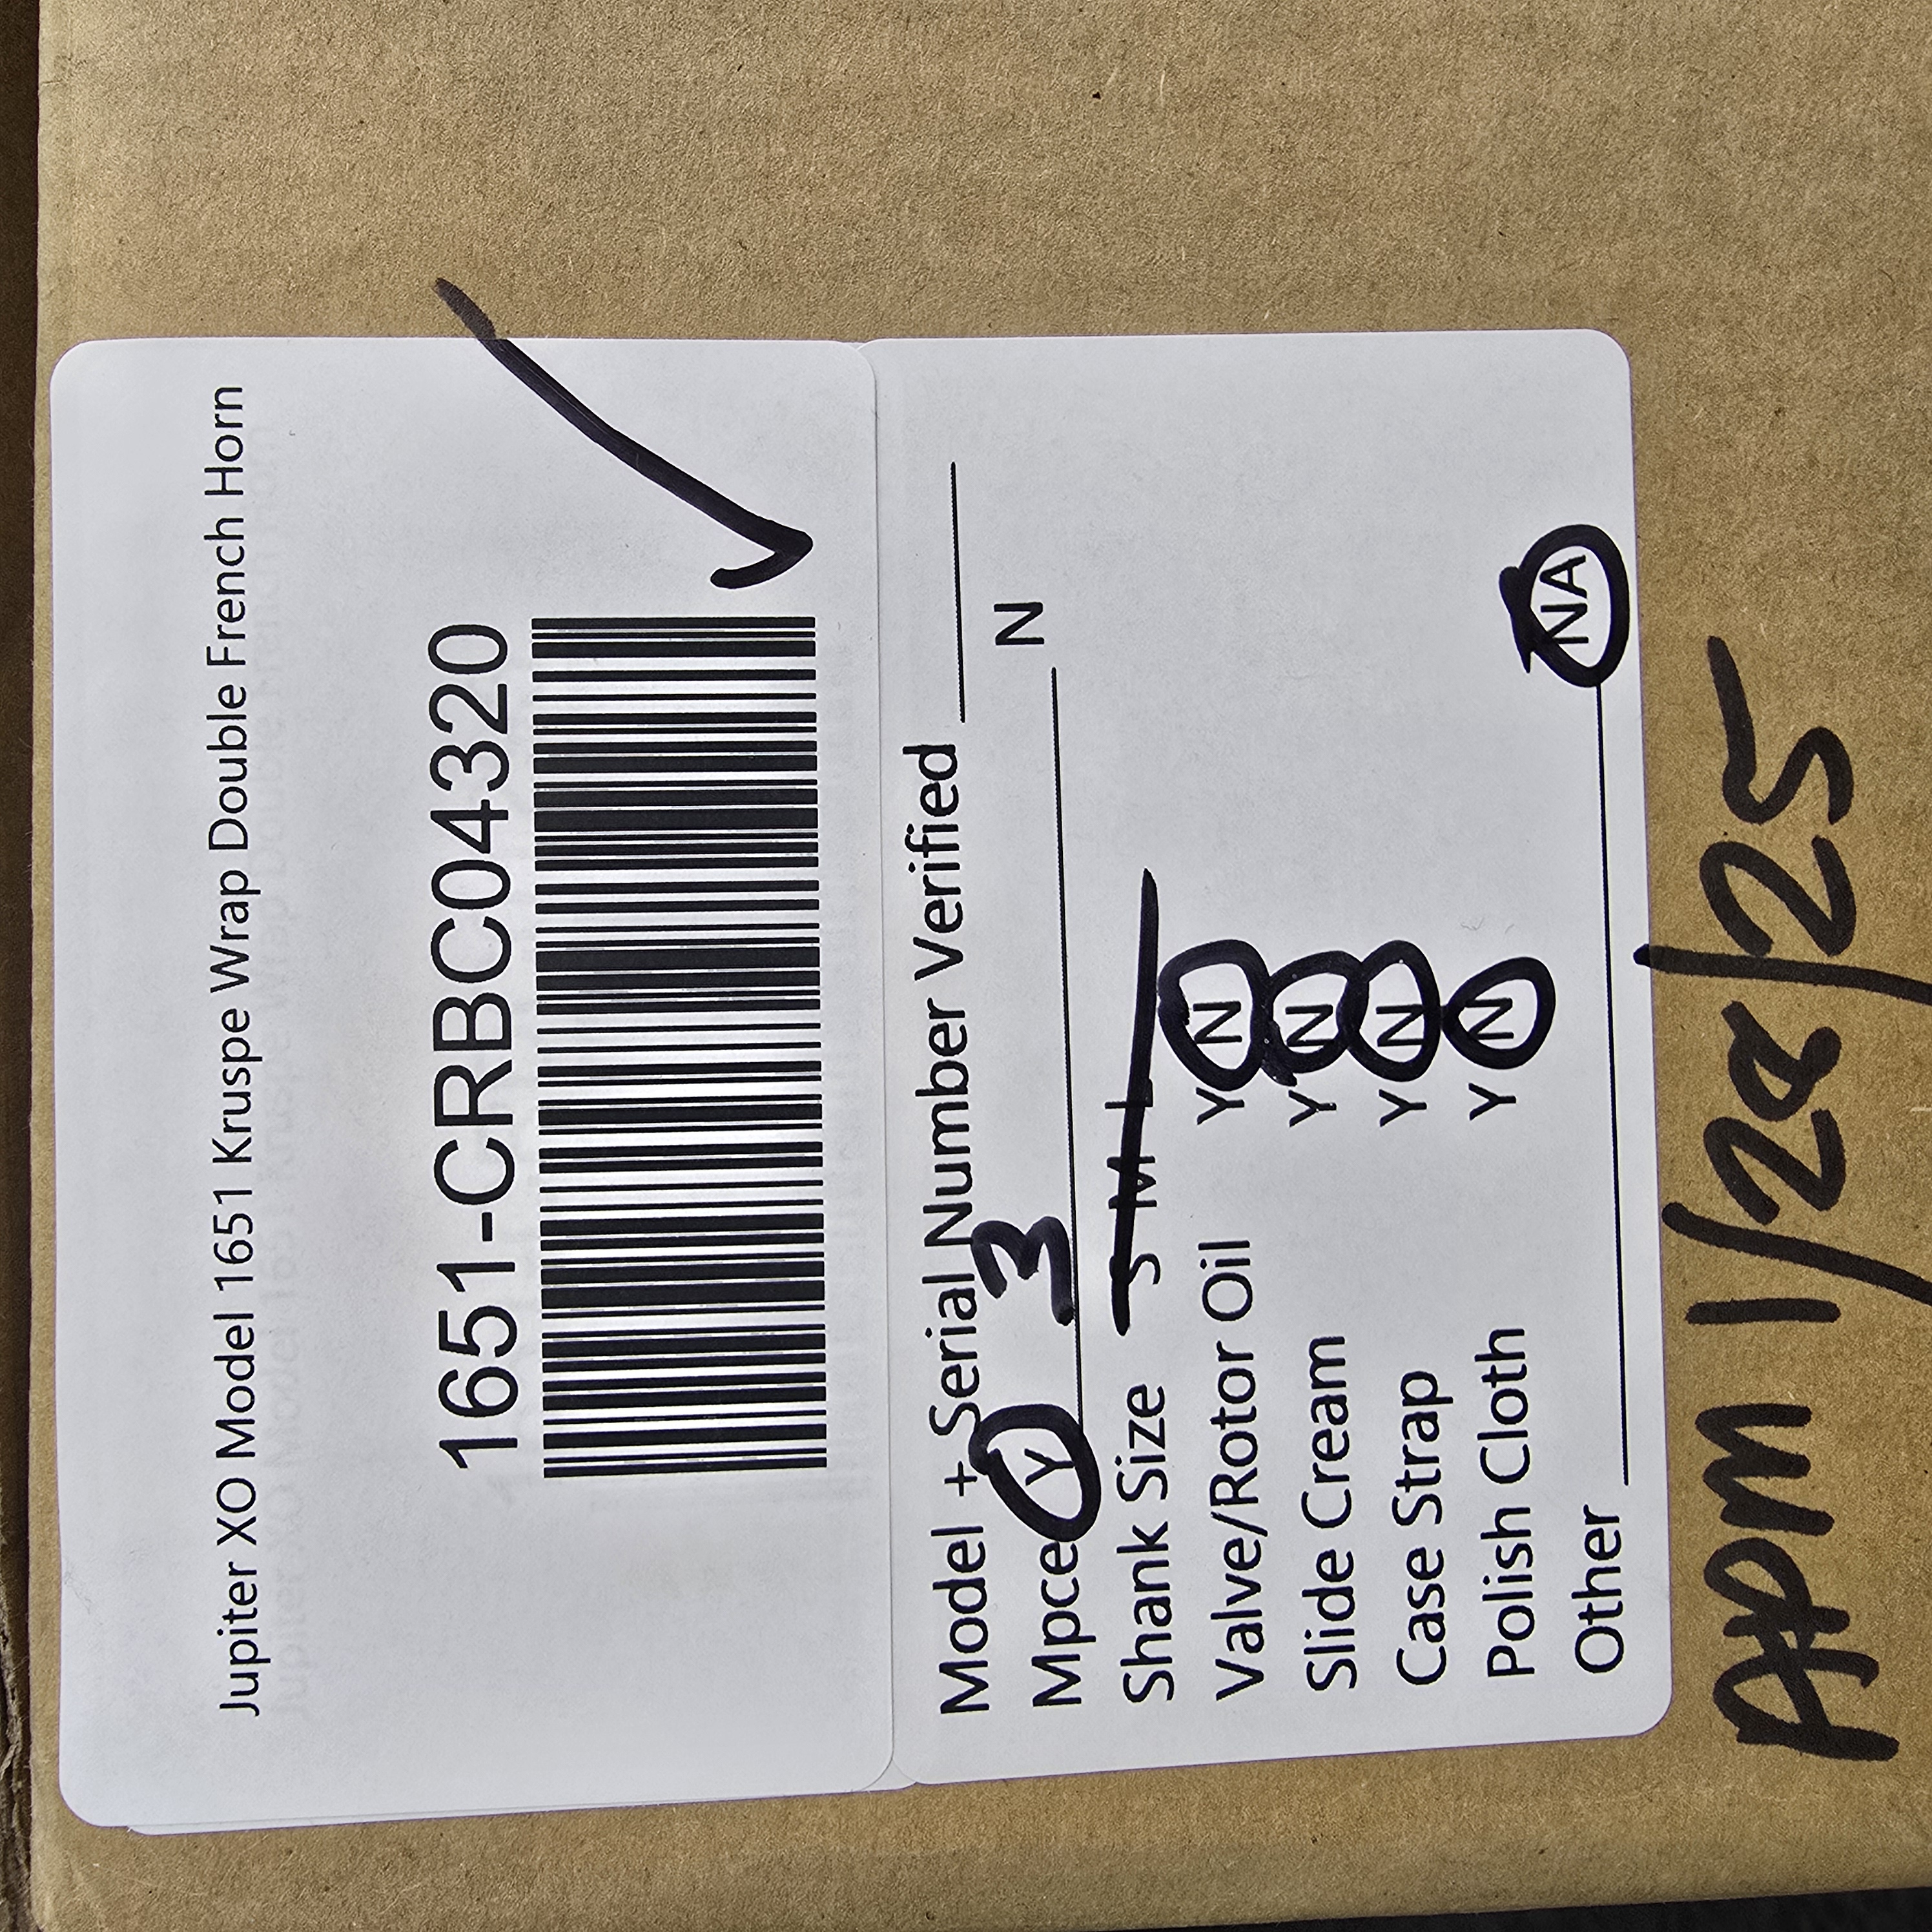 Jupiter XO Model 1651 Kruspe Wrap Double French Horn
1651-CRBC04320
Model + Serial Number Verified
Mpce Y 3 N
Shank Size S M L
Valve/Rotor Oil Y N
Slide Cream Y N
Case Strap Y N
Polish Cloth Y N
Other NA
APM 1/28/25